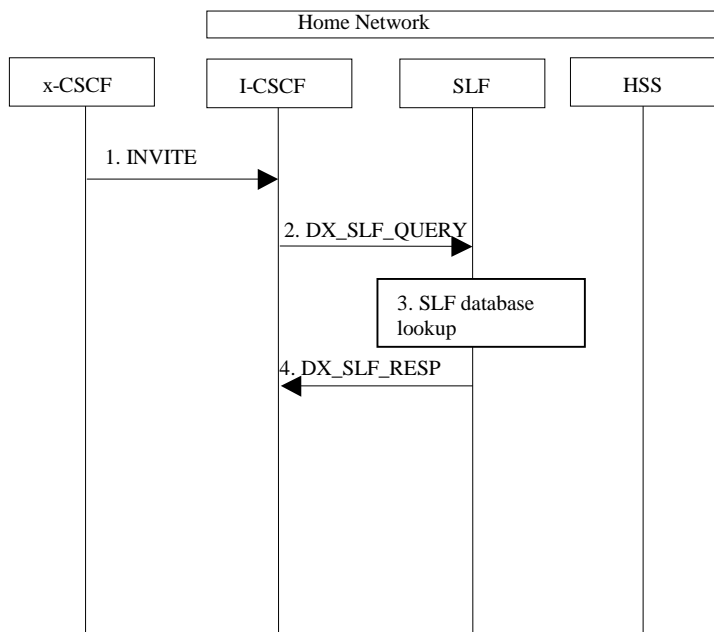 Home Network
x-CSCF
I-CSCF
SLF
HSS
1. INVITE
2. DX_SLF_QUERY
3. SLF database
lookup
4. DX_SLF_RESP